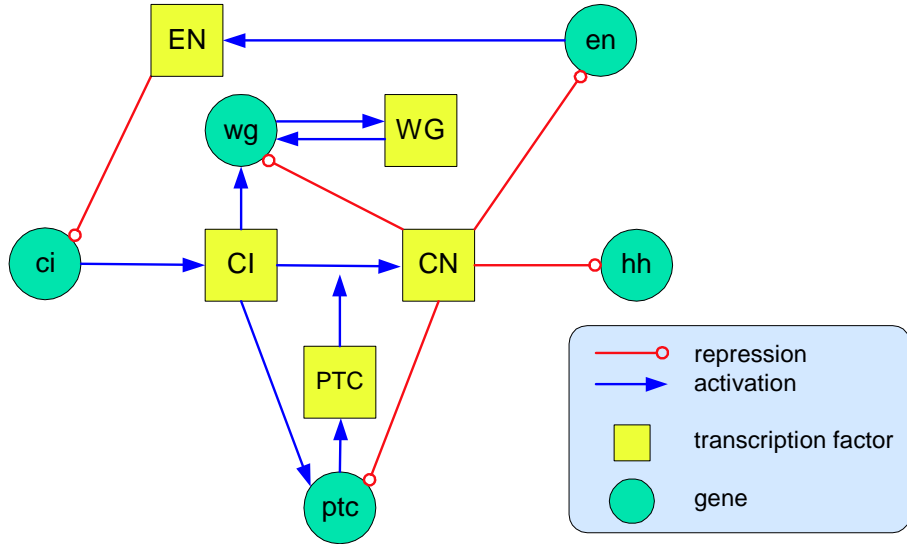 EN
en
wg
WG
ci
CI
CN
hh
PTC
ptc
repression
activation
transcription factor
gene